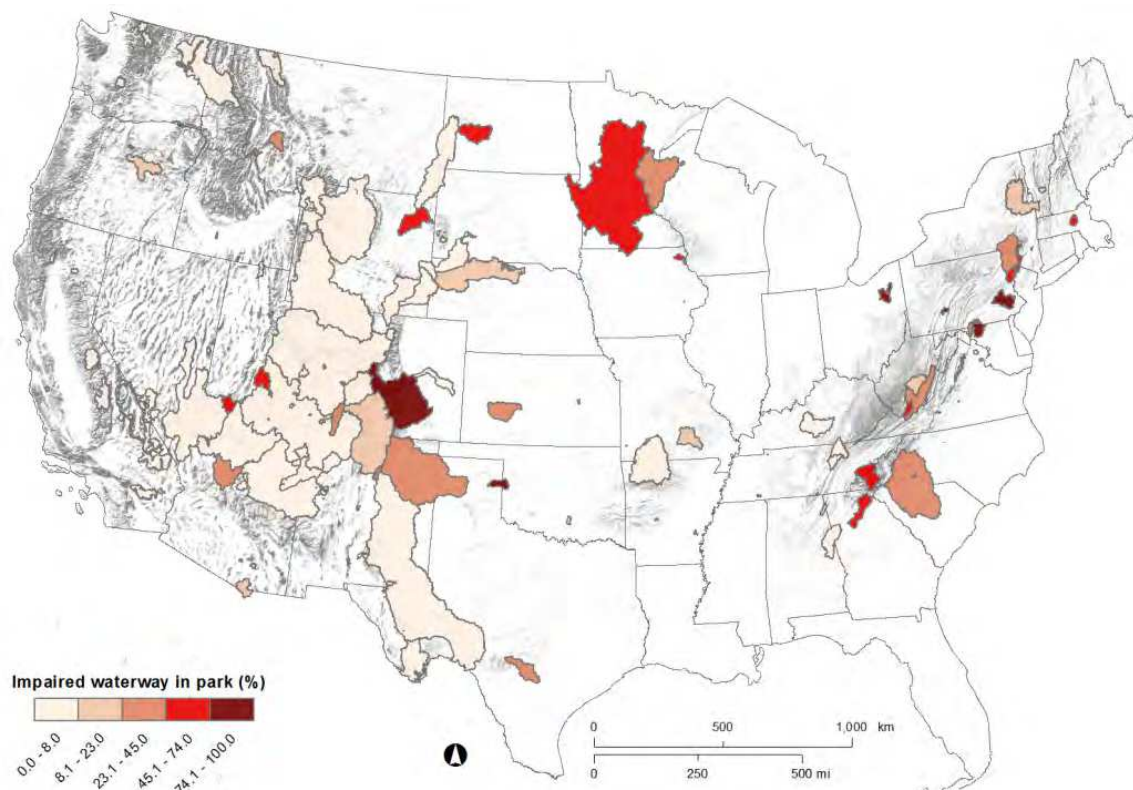 Impaired waterway in park (%)
0.0 - 8.0
8.1 - 23.0
23.1 - 45.0
45.1 - 74.0
74.1 - 100.0
0 500 1,000 km
0 250 500 mi